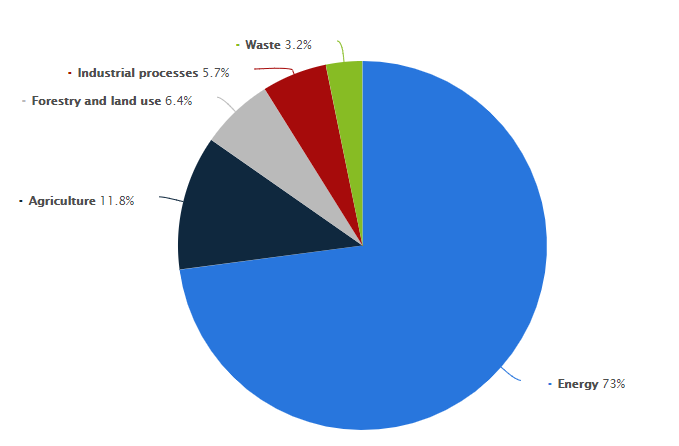 Waste 3.2%
Industrial processes 5.7%
Forestry and land use 6.4%
Agriculture 11.8%
Energy 73%